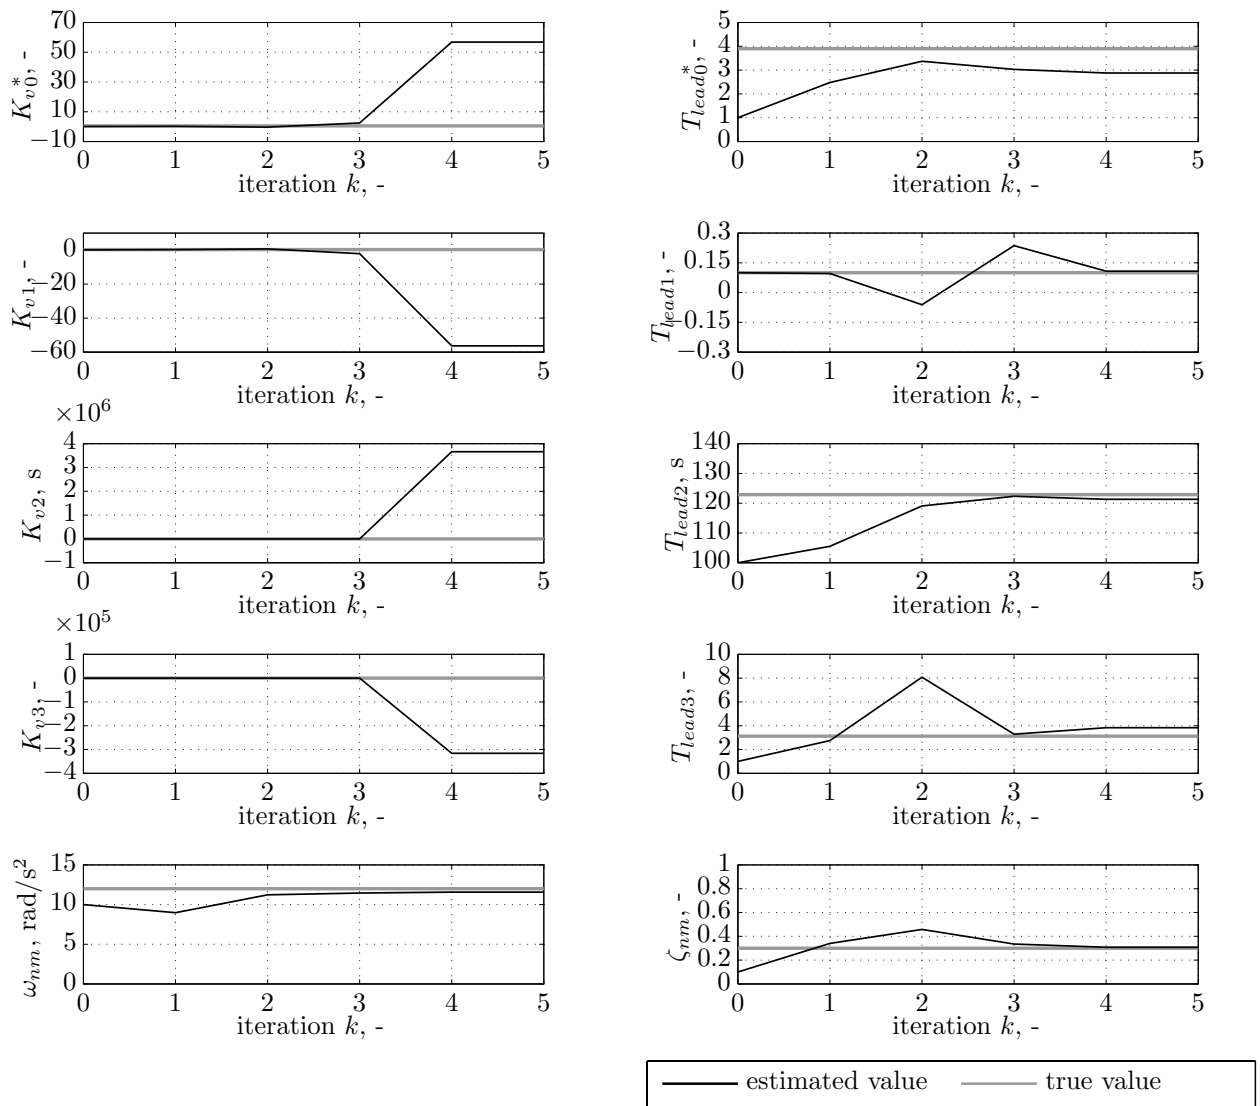 70
50
30
10
−10
K*v0, -
0 1 2 3 4 5
iteration k, -
5
4
3
2
1
0
T*lead0, -
0 1 2 3 4 5
iteration k, -
0
−20
−40
−60
Kv1, -
0 1 2 3 4 5
iteration k, -
0.3
0.15
0
−0.15
−0.3
Tlead1, -
0 1 2 3 4 5
iteration k, -
×10^6
4
3
2
1
0
−1
Kv2, s
0 1 2 3 4 5
iteration k, -
140
130
120
110
100
Tlead2, s
0 1 2 3 4 5
iteration k, -
×10^5
1
0
−1
−2
−3
−4
Kv3, -
0 1 2 3 4 5
iteration k, -
10
8
6
4
2
0
Tlead3, -
0 1 2 3 4 5
iteration k, -
15
10
5
0
ωnm, rad/s²
0 1 2 3 4 5
iteration k, -
1
0.8
0.6
0.4
0.2
0
ζnm, -
0 1 2 3 4 5
iteration k, -
estimated value
true value